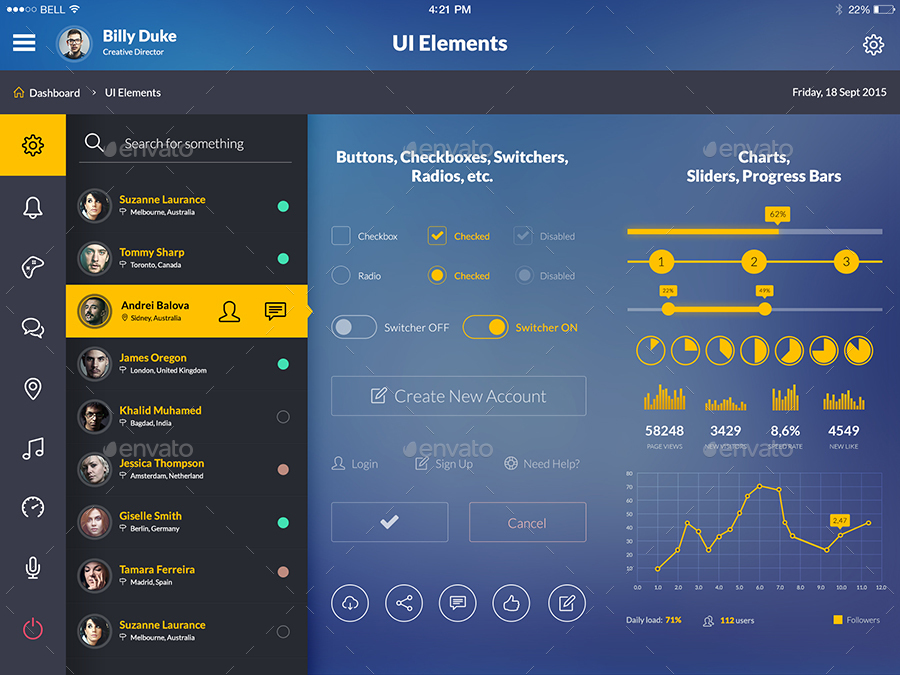 BELL
4:21 PM
22%
Billy Duke
Creative Director
UI Elements
Dashboard
UI Elements
Friday, 18 Sept 2015
Search for something
Suzanne Laurance
Melbourne, Australia
Tommy Sharp
Toronto, Canada
Andrei Balova
Sidney, Australia
James Oregon
London, United Kingdom
Khalid Muhamed
Bagdad, India
Jessica Thompson
Amsterdam, Netherland
Giselle Smith
Berlin, Germany
Tamara Ferreira
Madrid, Spain
Suzanne Laurance
Melbourne, Australia
Buttons, Checkboxes, Switchers,
Radios, etc.
Checkbox
Checked
Disabled
Radio
Checked
Disabled
Switcher OFF
Switcher ON
Create New Account
Login
Sign Up
Need Help?
Cancel
Charts,
Sliders, Progress Bars
62%
1 2 3
22% 49%
58248 3429 8,6% 4549
PAGE VIEWS NEW VISITORS SPEED RATE NEW LIKE
80
70
60
50
40
30
20
10
2,47
0.0 1.0 2.0 3.0 4.0 5.0 6.0 7.0 8.0 9.0 10.0 11.0 12.0
Daily load: 71%
112 users
Followers
envato
envato
envato
envato
envato
envato